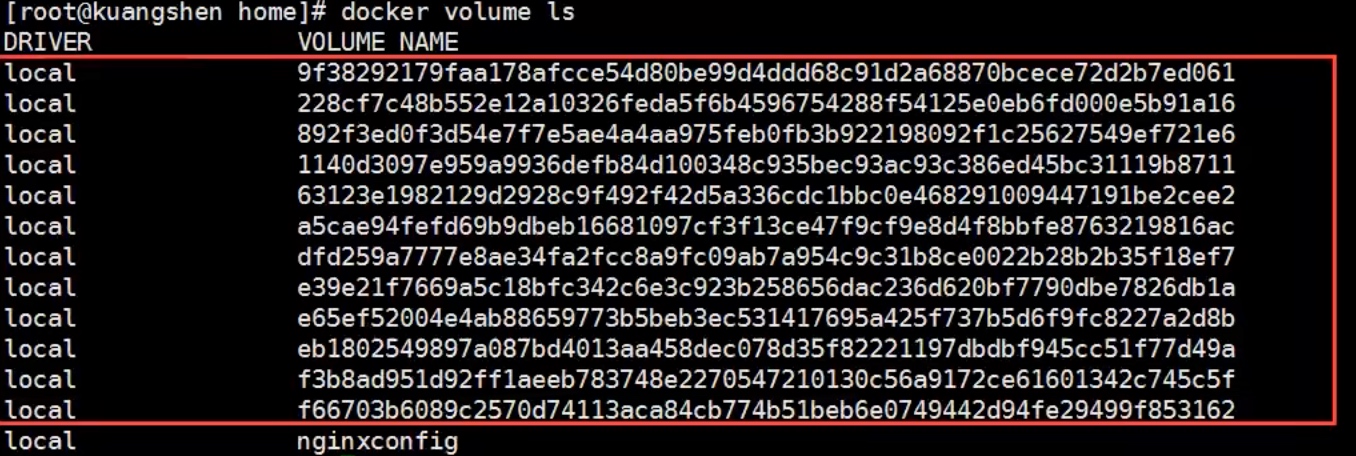 [root@kuangshen home]# docker volume ls
DRIVER VOLUME NAME
local 9f38292179faa178afcce54d80be99d4ddd68c91d2a68870bcece72d2b7ed061
local 228cf7c48b552e12a10326feda5f6b4596754288f54125e0eb6fd000e5b91a16
local 892f3ed0f3d54e7f7e5ae4a4aa975feb0fb3b922198092f1c25627549ef721e6
local 1140d3097e959a9936defb84d100348c935bec93ac93c386ed45bc31119b8711
local 63123e1982129d2928c9f492f42d5a336cdc1bbc0e468291009447191be2cee2
local a5cae94fefd69b9dbeb16681097cf3f13ce47f9cf9e8d4f8bbfe8763219816ac
local dfd259a7777e8ae34fa2fcc8a9fc09ab7a954c9c31b8ce0022b28b2b35f18ef7
local e39e21f7669a5c18bfc342c6e3c923b258656dac236d620bf7790dbe7826db1a
local e65ef52004e4ab88659773b5beb3ec531417695a425f737b5d6f9fc8227a2d8b
local eb1802549897a087bd4013aa458dec078d35f82221197dbdbf945cc51f77d49a
local f3b8ad951d92ff1aeeb783748e2270547210130c56a9172ce61601342c745c5f
local f66703b6089c2570d74113aca84cb774b51beb6e0749442d94fe29499f853162
local nginxconfig